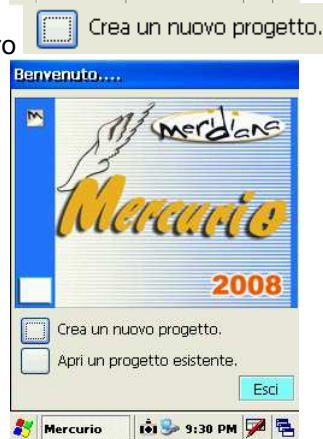 Crea un nuovo progetto.
Benvenuto....
Meridiana
Mercurio
2008
Crea un nuovo progetto.
Apri un progetto esistente.
Esci
Mercurio 9:30 PM